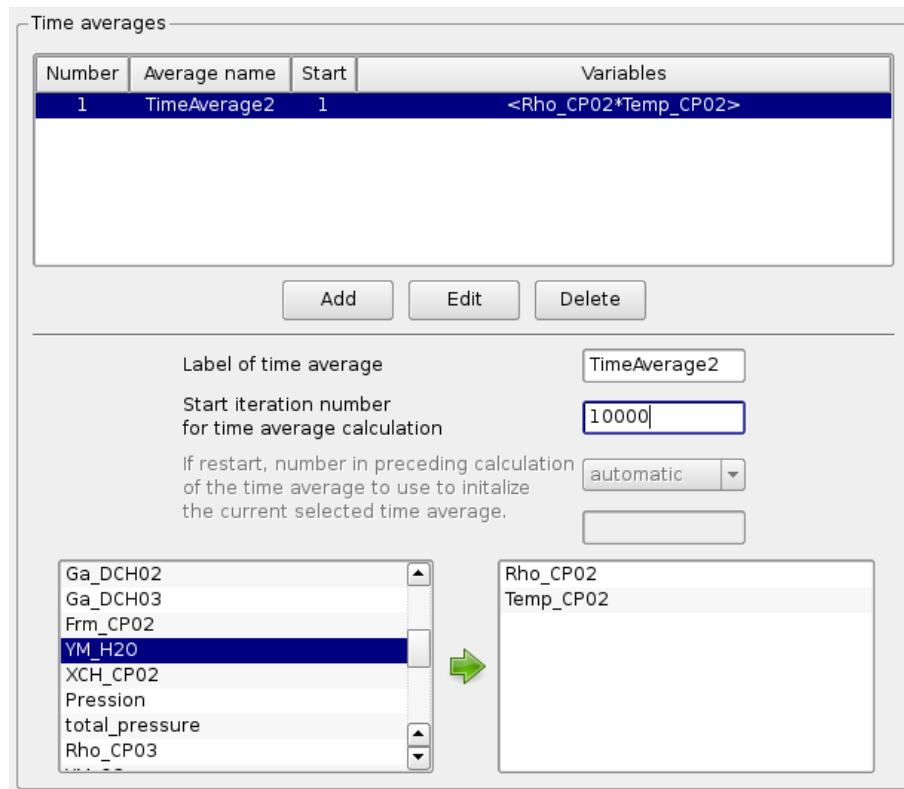 Time averages
Number Average name Start Variables
1 TimeAverage2 1 <Rho_CP02*Temp_CP02>
Add Edit Delete
Label of time average TimeAverage2
Start iteration number
for time average calculation 10000
If restart, number in preceding calculation
of the time average to use to initalize
the current selected time average.
automatic
Ga_DCH02
Ga_DCH03
Frm_CP02
YM_H2O
XCH_CP02
Pression
total_pressure
Rho_CP03
Rho_CP02
Temp_CP02